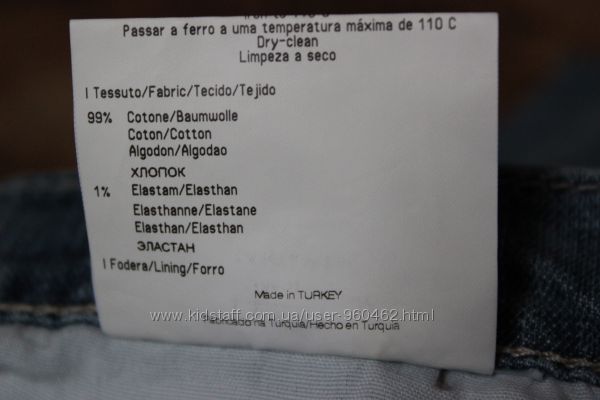 Passar a ferro a uma temperatura máxima de 110 C
Dry-clean
Limpeza a seco
I Tessuto/Fabric/Tecido/Tejido
99% Cotone/Baumwolle
Coton/Cotton
Algodon/Algodao
ХЛОПОК
1% Elastam/Elasthan
Elasthanne/Elastane
Elasthan/Elasthan
ЭЛАСТАН
I Fodera/Lining/Forro
Made in TURKEY
www.kidstaff.com.ua/user-960462.html
Fabricado na Turquia/Hecho en Turquia